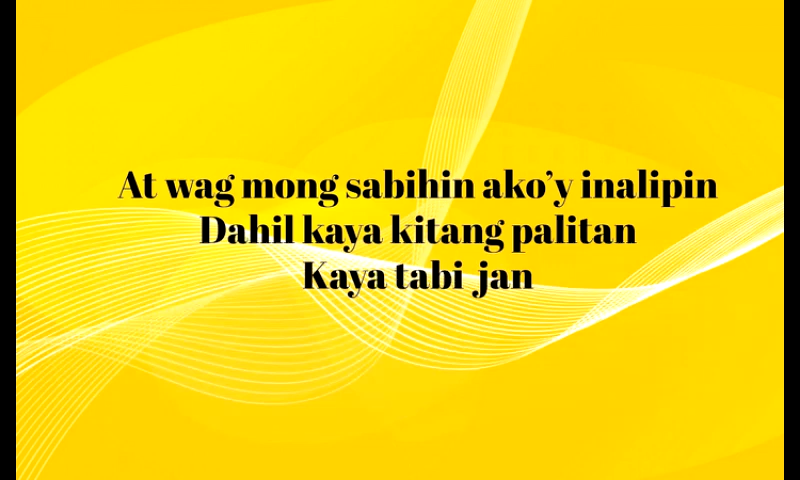 At wag mong sabihin ako’y inalipin
Dahil kaya kitang palitan
Kaya tabi jan